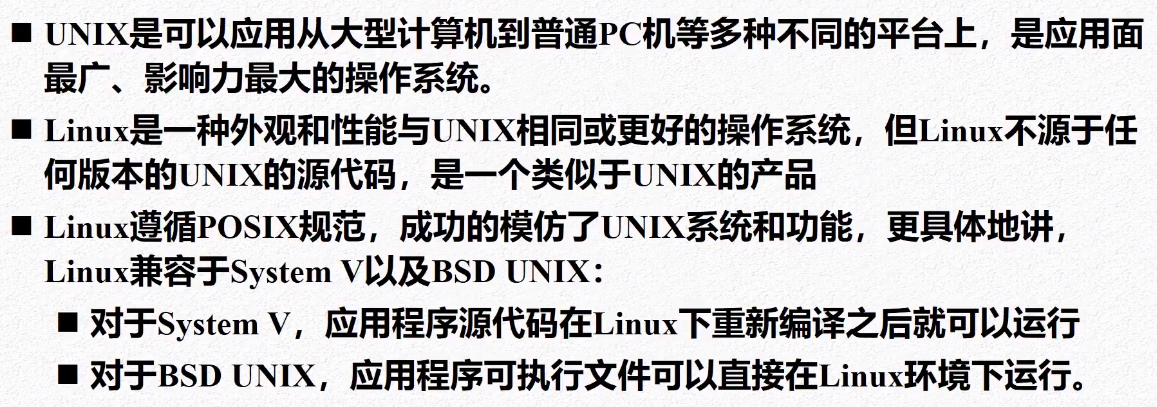 ■ UNIX是可以应用从大型计算机到普通PC机等多种不同的平台上，是应用面
最广、影响力最大的操作系统。
■ Linux是一种外观和性能与UNIX相同或更好的操作系统，但Linux不源于任
何版本的UNIX的源代码，是一个类似于UNIX的产品
■ Linux遵循POSIX规范，成功的模仿了UNIX系统和功能，更具体地讲，
Linux兼容于System V以及BSD UNIX：
■ 对于System V，应用程序源代码在Linux下重新编译之后就可以运行
■ 对于BSD UNIX，应用程序可执行文件可以直接在Linux环境下运行。